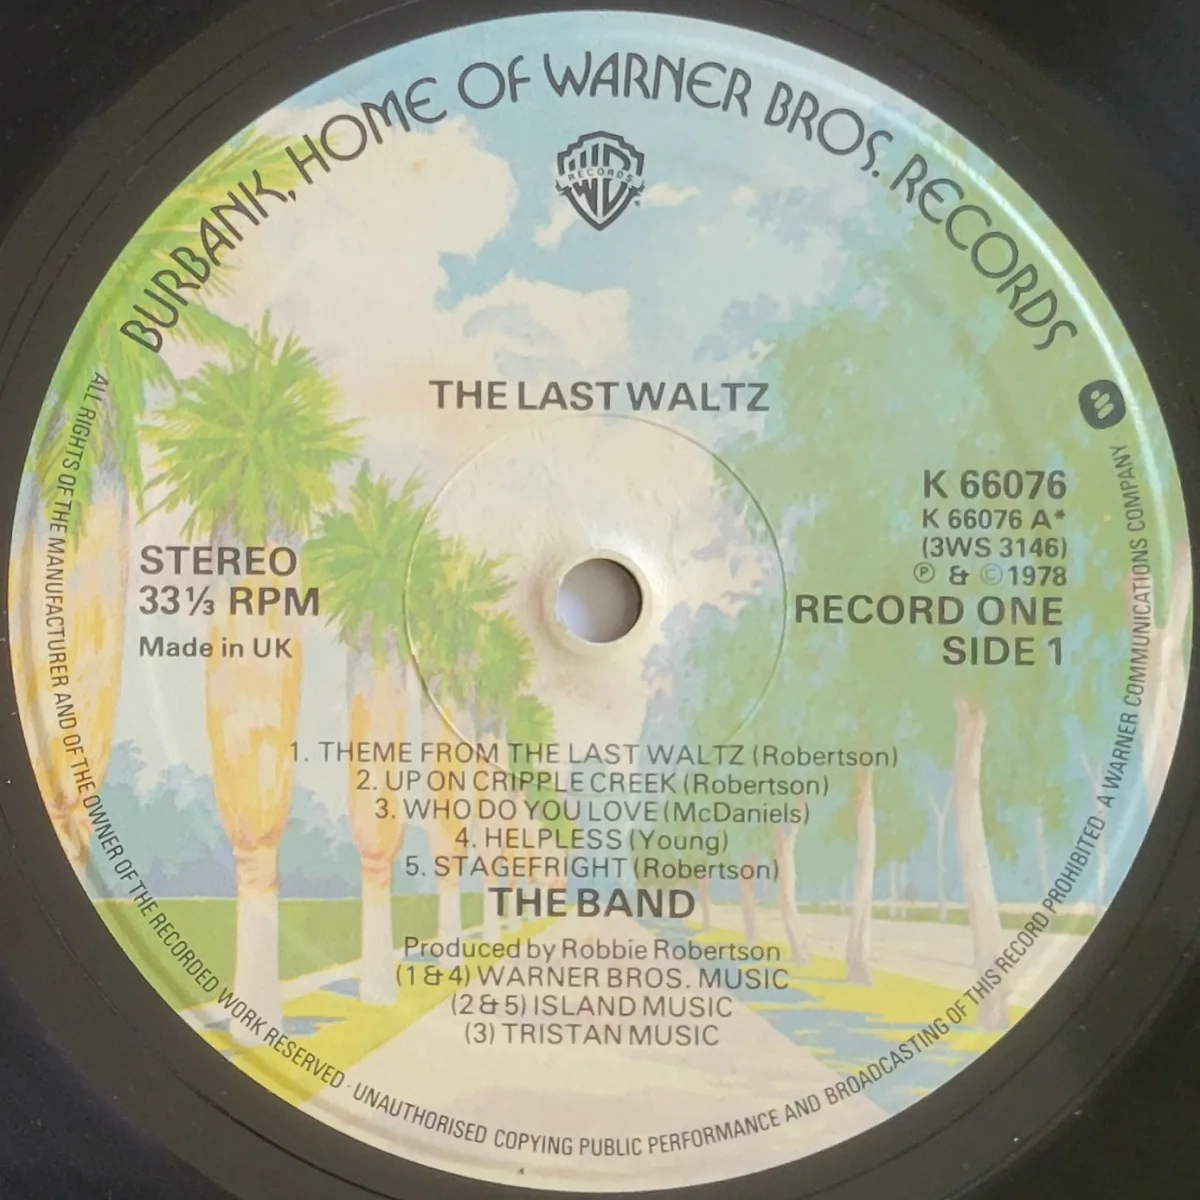 BURBANK, HOME OF WARNER BROS. RECORDS
W
RECORDS
THE LAST WALTZ
STEREO
33⅓ RPM
Made in UK
K 66076
K 66076 A*
(3WS 3146)
Ⓟ & ©1978
RECORD ONE
SIDE 1
1. THEME FROM THE LAST WALTZ (Robertson)
2. UP ON CRIPPLE CREEK (Robertson)
3. WHO DO YOU LOVE (McDaniels)
4. HELPLESS (Young)
5. STAGEFRIGHT (Robertson)
THE BAND
Produced by Robbie Robertson
(1 & 4) WARNER BROS. MUSIC
(2 & 5) ISLAND MUSIC
(3) TRISTAN MUSIC
ALL RIGHTS OF THE MANUFACTURER AND OF THE OWNER OF THE RECORDED WORK RESERVED · UNAUTHORISED COPYING PUBLIC PERFORMANCE AND BROADCASTING OF THIS RECORD PROHIBITED · A WARNER COMMUNICATIONS COMPANY